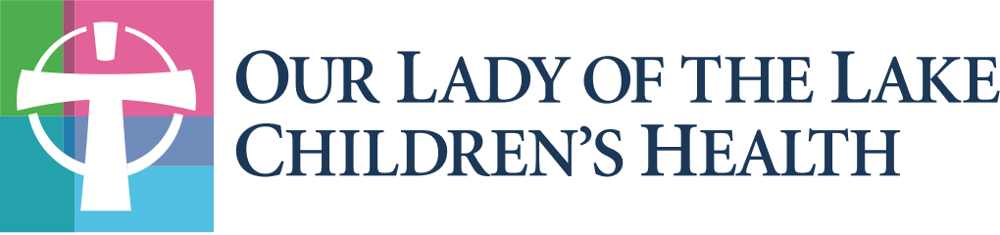 OUR LADY OF THE LAKE
CHILDREN'S HEALTH